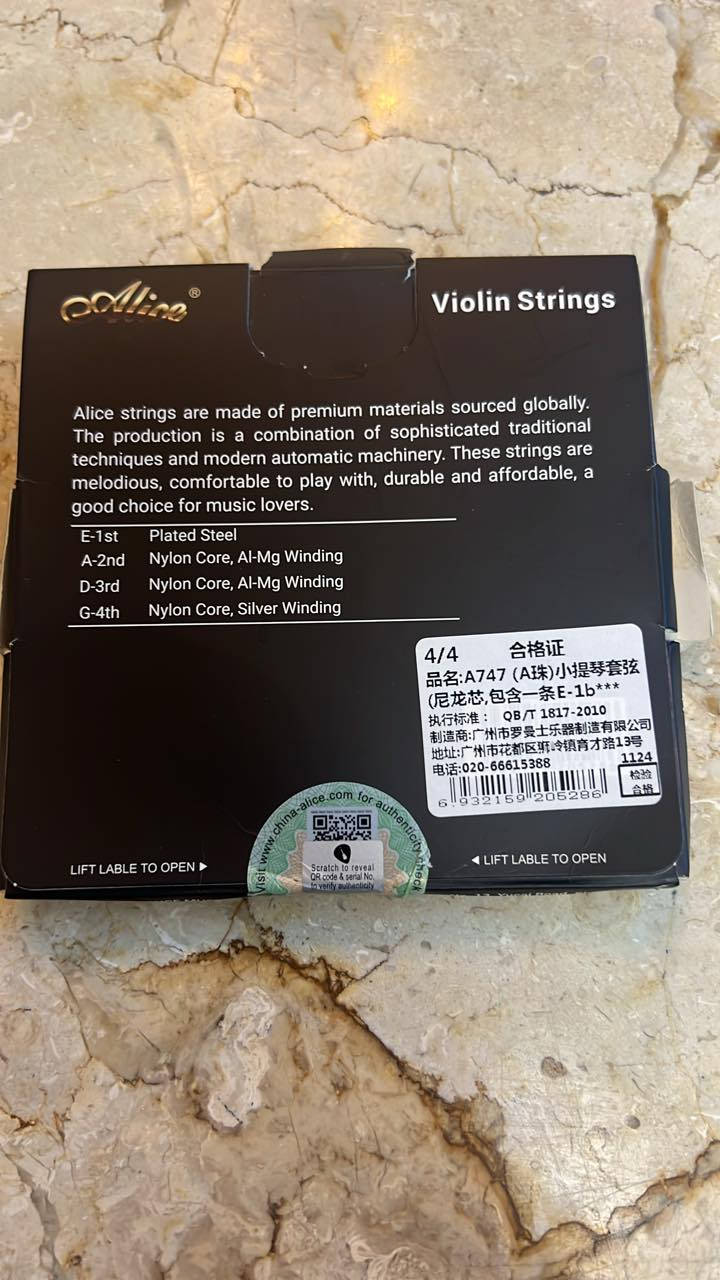 Alice®
Violin Strings
Alice strings are made of premium materials sourced globally.
The production is a combination of sophisticated traditional
techniques and modern automatic machinery. These strings are
melodious, comfortable to play with, durable and affordable, a
good choice for music lovers.
E-1st Plated Steel
A-2nd Nylon Core, Al-Mg Winding
D-3rd Nylon Core, Al-Mg Winding
G-4th Nylon Core, Silver Winding
4/4 合格证
品名:A747 (A珠)小提琴套弦
(尼龙芯,包含一条E-1b***
执行标准: QB/T 1817-2010
制造商:广州市罗曼士乐器制造有限公司
地址:广州市花都区狮岭镇育才路13号
电话:020-66615388
1124
检验
合格
6 932159 205286
Visit www.china-alice.com for authenticity check
Scratch to reveal
QR code & serial No.
to verify authenticity
LIFT LABLE TO OPEN ▶
◀ LIFT LABLE TO OPEN